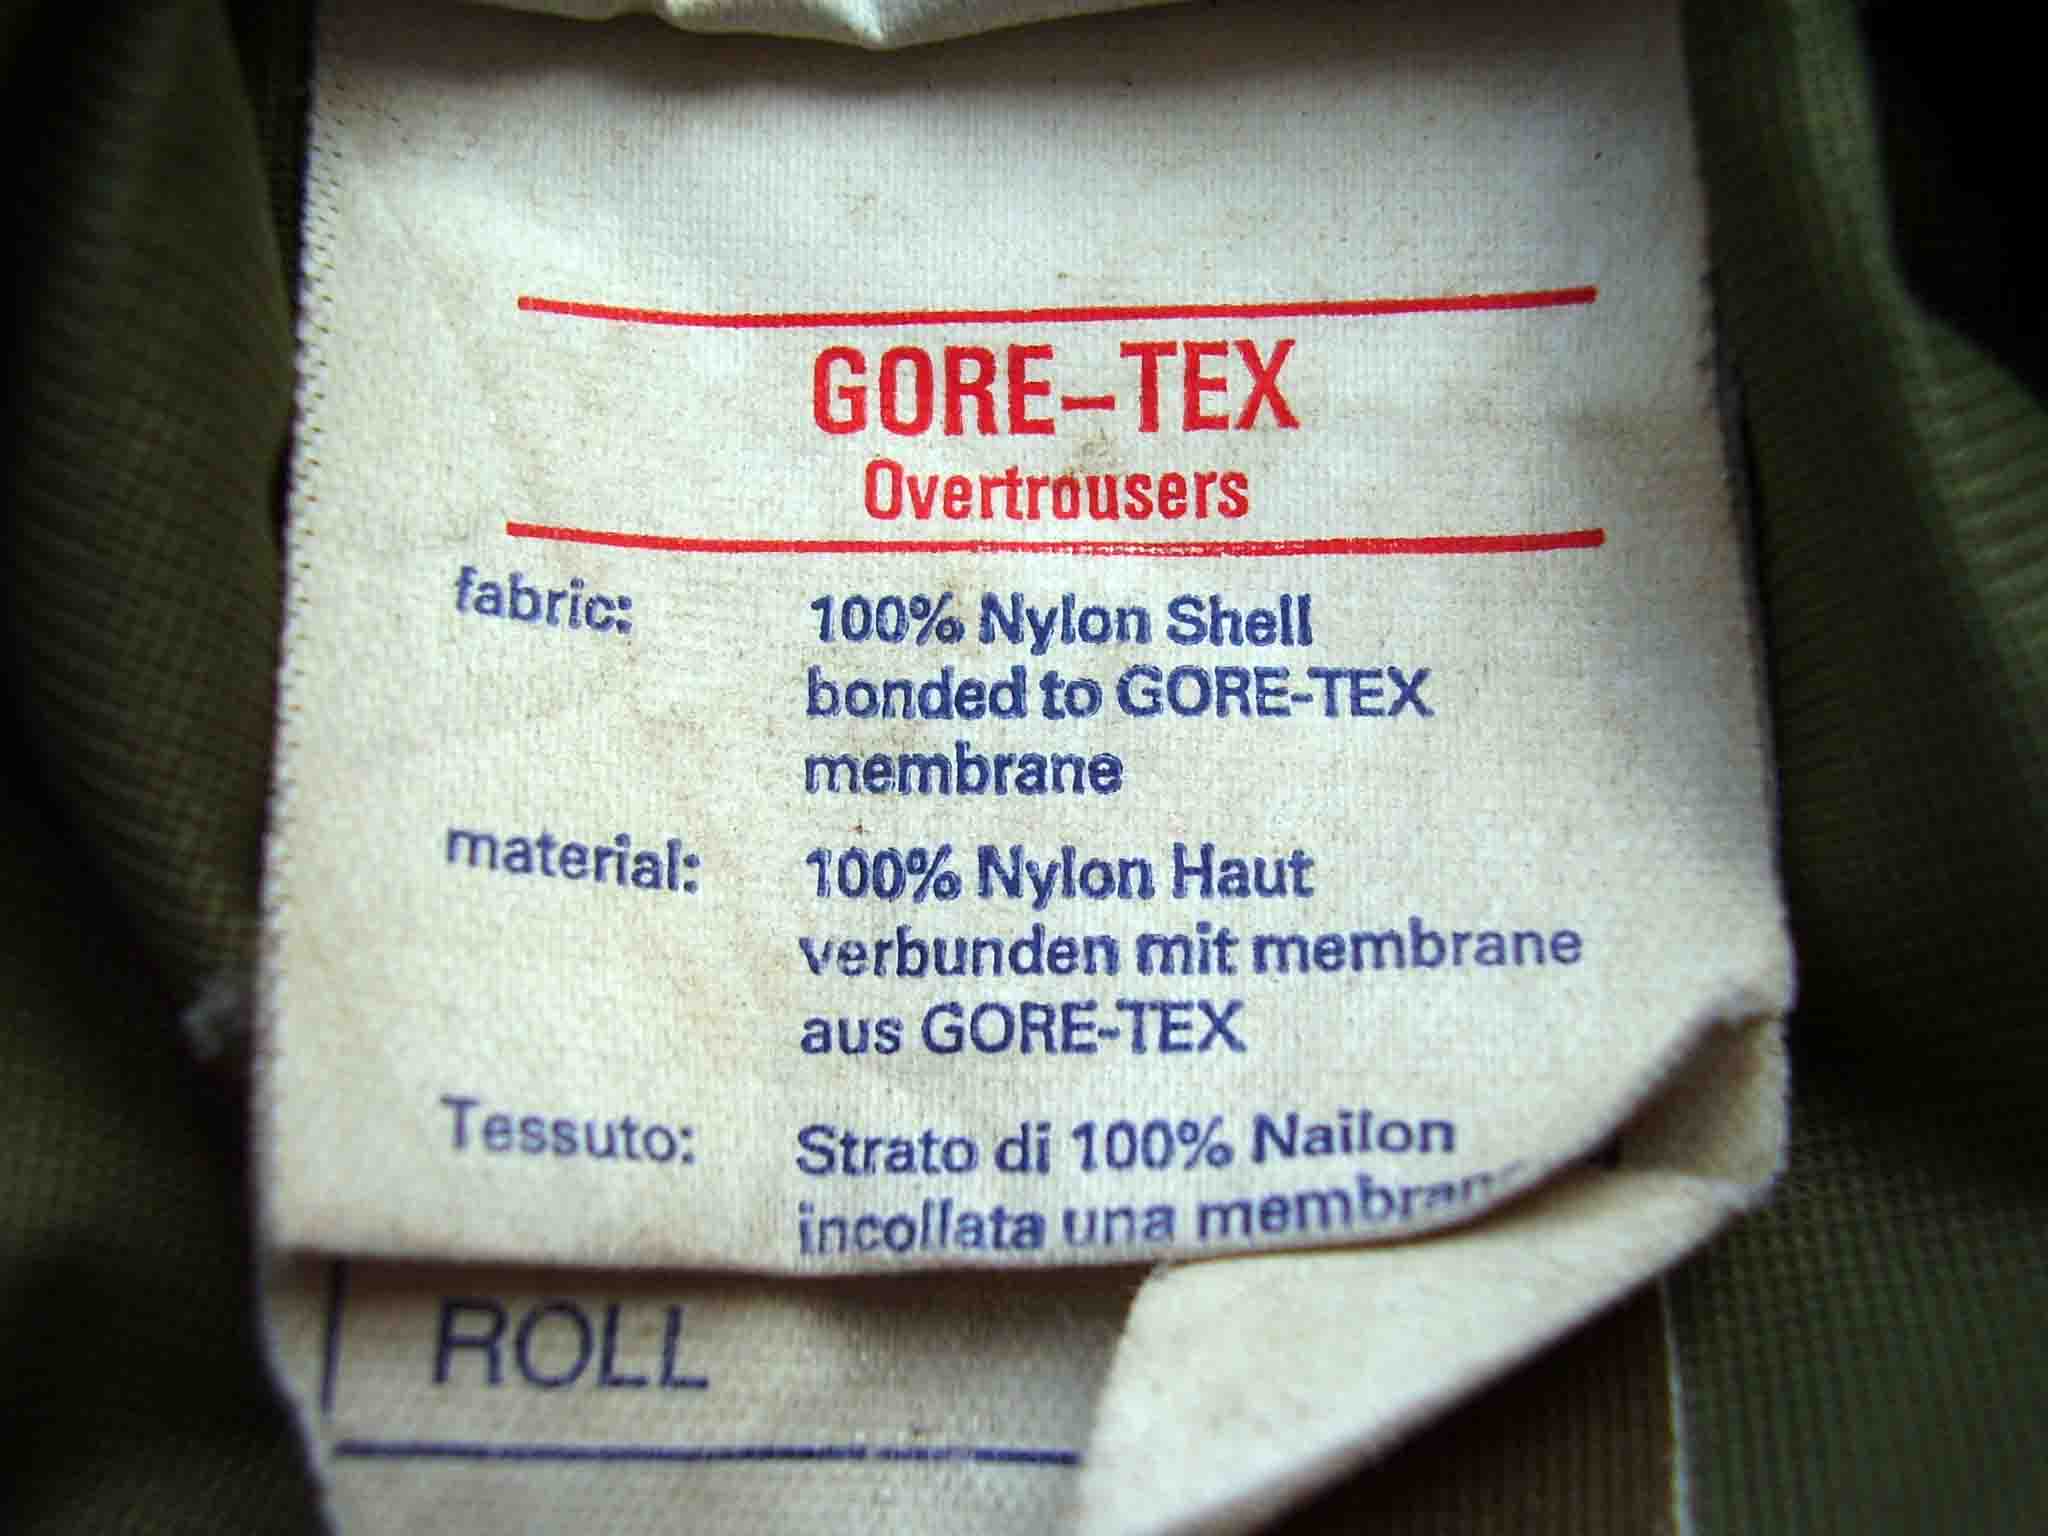 GORE-TEX
Overtrousers
fabric: 100% Nylon Shell
bonded to GORE-TEX
membrane
material: 100% Nylon Haut
verbunden mit membrane
aus GORE-TEX
Tessuto: Strato di 100% Nailon
incollata una
ROLL